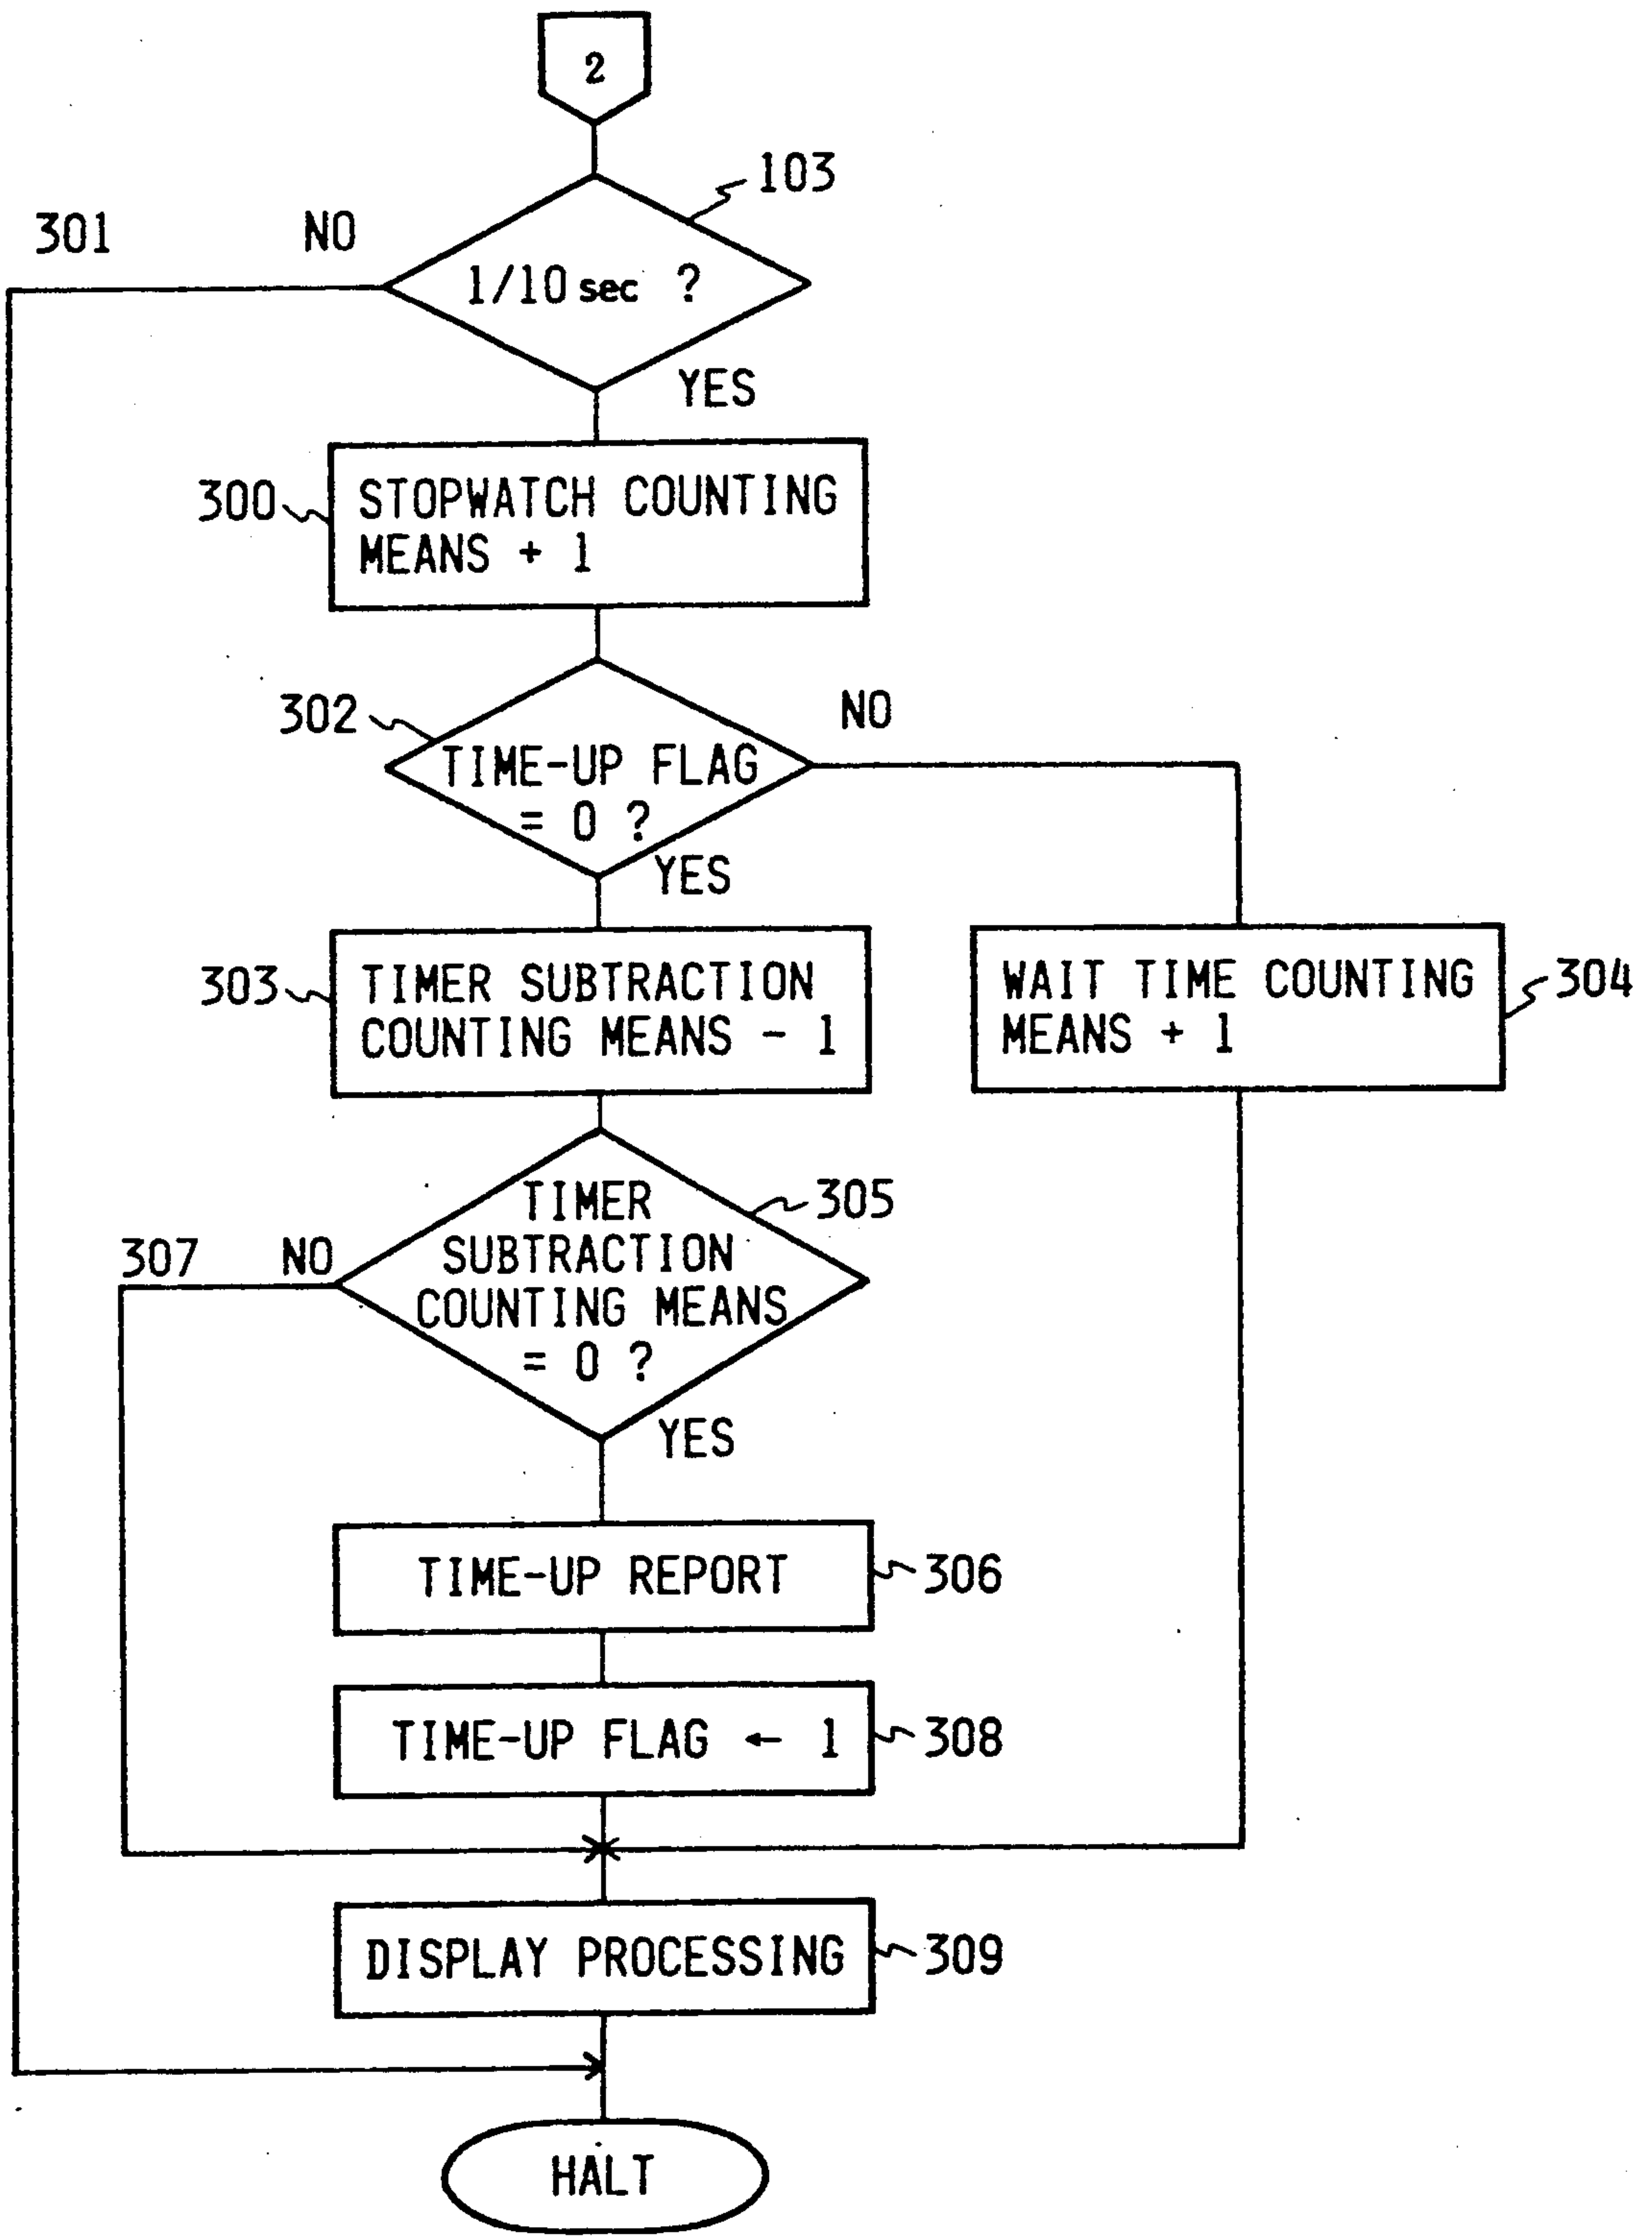 2
103
301
NO
1/10 sec ?
YES
300
STOPWATCH COUNTING
MEANS + 1
302
NO
TIME-UP FLAG
= 0 ?
YES
303
TIMER SUBTRACTION
COUNTING MEANS - 1
WAIT TIME COUNTING
MEANS + 1
304
TIMER
SUBTRACTION
COUNTING MEANS
= 0 ?
305
307
NO
YES
TIME-UP REPORT
306
TIME-UP FLAG ← 1
308
DISPLAY PROCESSING
309
HALT